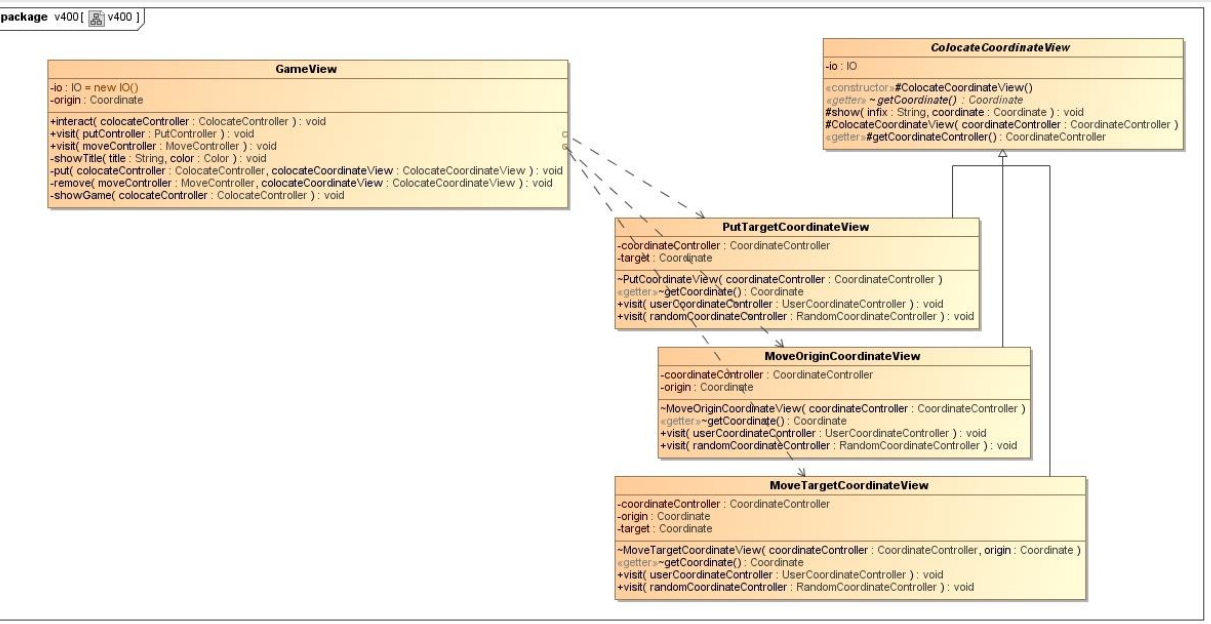 package v400 [ v400 ]
GameView
-io : IO = new IO()
-origin : Coordinate
+interact( colocateController : ColocateController ) : void
+visit( putController : PutController ) : void
+visit( moveController : MoveController ) : void
-showTitle( title : String, color : Color ) : void
-put( colocateController : ColocateController, colocateCoordinateView : ColocateCoordinateView ) : void
-remove( moveController : MoveController, colocateCoordinateView : ColocateCoordinateView ) : void
-showGame( colocateController : ColocateController ) : void
ColocateCoordinateView
-io : IO
«constructor»#ColocateCoordinateView()
«getter» ~getCoordinate() : Coordinate
#show( infix : String, coordinate : Coordinate ) : void
#ColocateCoordinateView( coordinateController : CoordinateController )
«getter»#getCoordinateController() : CoordinateController
PutTargetCoordinateView
-coordinateController : CoordinateController
-target : Coordinate
~PutCoordinateView( coordinateController : CoordinateController )
«getter»~getCoordinate() : Coordinate
+visit( userCoordinateController : UserCoordinateController ) : void
+visit( randomCoordinateController : RandomCoordinateController ) : void
MoveOriginCoordinateView
-coordinateController : CoordinateController
-origin : Coordinate
~MoveOriginCoordinateView( coordinateController : CoordinateController )
«getter»~getCoordinate() : Coordinate
+visit( userCoordinateController : UserCoordinateController ) : void
+visit( randomCoordinateController : RandomCoordinateController ) : void
MoveTargetCoordinateView
-coordinateController : CoordinateController
-origin : Coordinate
-target : Coordinate
~MoveTargetCoordinateView( coordinateController : CoordinateController, origin : Coordinate )
«getter»~getCoordinate() : Coordinate
+visit( userCoordinateController : UserCoordinateController ) : void
+visit( randomCoordinateController : RandomCoordinateController ) : void